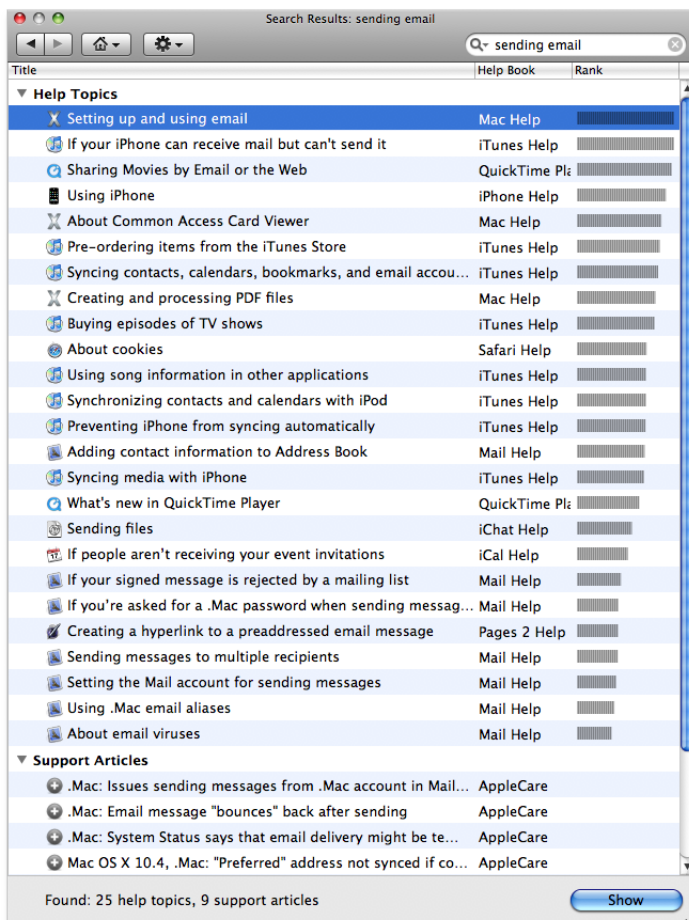 Search Results: sending email
sending email
Title Help Book Rank
Help Topics
Setting up and using email Mac Help
If your iPhone can receive mail but can't send it iTunes Help
Sharing Movies by Email or the Web QuickTime Pla
Using iPhone iPhone Help
About Common Access Card Viewer Mac Help
Pre-ordering items from the iTunes Store iTunes Help
Syncing contacts, calendars, bookmarks, and email accou... iTunes Help
Creating and processing PDF files Mac Help
Buying episodes of TV shows iTunes Help
About cookies Safari Help
Using song information in other applications iTunes Help
Synchronizing contacts and calendars with iPod iTunes Help
Preventing iPhone from syncing automatically iTunes Help
Adding contact information to Address Book Mail Help
Syncing media with iPhone iTunes Help
What's new in QuickTime Player QuickTime Pla
Sending files iChat Help
If people aren't receiving your event invitations iCal Help
If your signed message is rejected by a mailing list Mail Help
If you're asked for a .Mac password when sending messag... Mail Help
Creating a hyperlink to a preaddressed email message Pages 2 Help
Sending messages to multiple recipients Mail Help
Setting the Mail account for sending messages Mail Help
Using .Mac email aliases Mail Help
About email viruses Mail Help
Support Articles
.Mac: Issues sending messages from .Mac account in Mail... AppleCare
.Mac: Email message "bounces" back after sending AppleCare
.Mac: System Status says that email delivery might be te... AppleCare
Mac OS X 10.4, .Mac: "Preferred" address not synced if co... AppleCare
Found: 25 help topics, 9 support articles Show